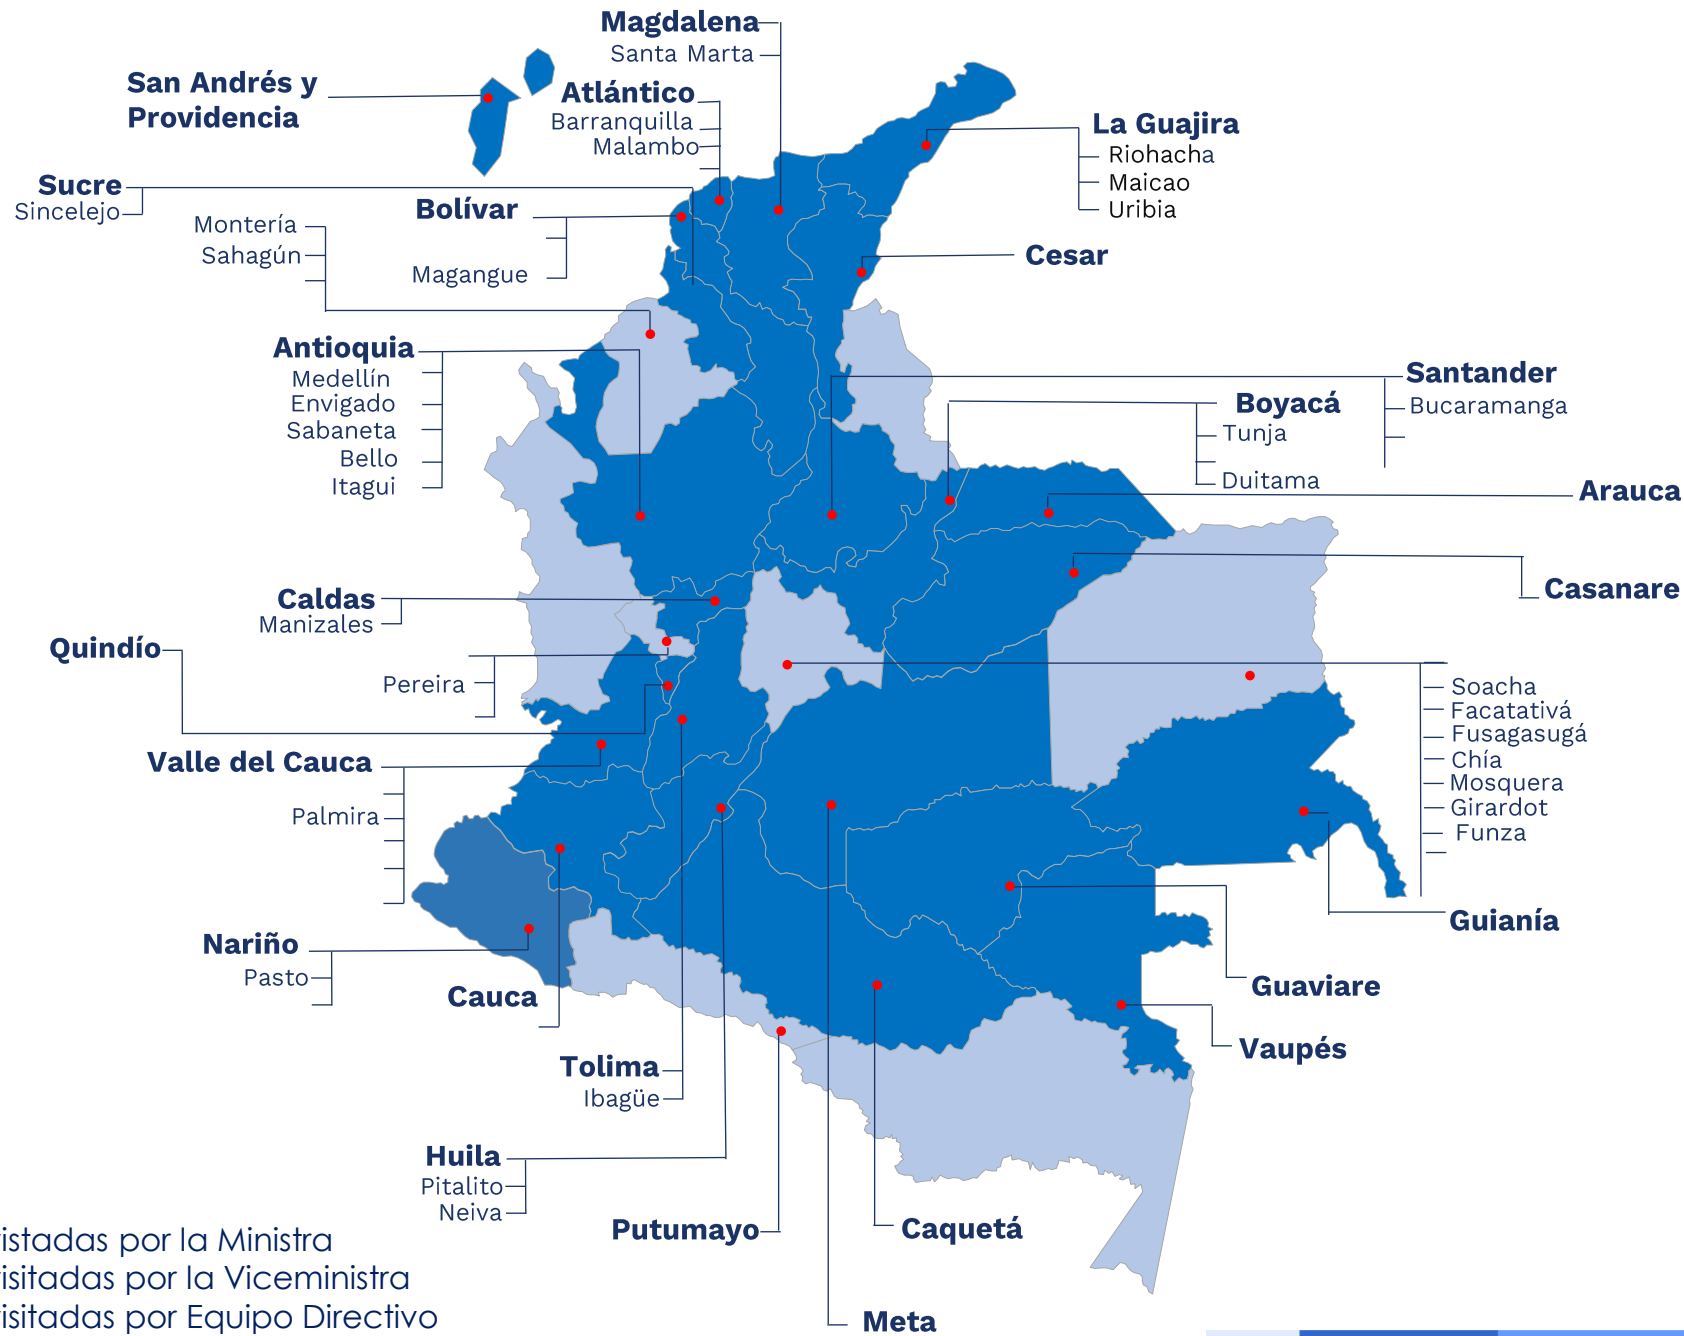 Magdalena
Santa Marta
San Andrés y
Providencia
Atlántico
Barranquilla
Malambo
La Guajira
Riohacha
Maicao
Uribia
Sucre
Sincelejo
Montería
Sahagún
Bolívar
Magangue
Cesar
Antioquia
Medellín
Envigado
Sabaneta
Bello
Itagui
Santander
Bucaramanga
Boyacá
Tunja
Duitama
Arauca
Casanare
Caldas
Manizales
Quindío
Pereira
Soacha
Facatativá
Fusagasugá
Chía
Mosquera
Girardot
Funza
Valle del Cauca
Palmira
Guianía
Nariño
Pasto
Cauca
Guaviare
Vaupés
Tolima
Ibagüe
Huila
Pitalito
Neiva
Putumayo
Caquetá
Meta
istadas por la Ministra
isitadas por la Viceministra
isitadas por Equipo Directivo